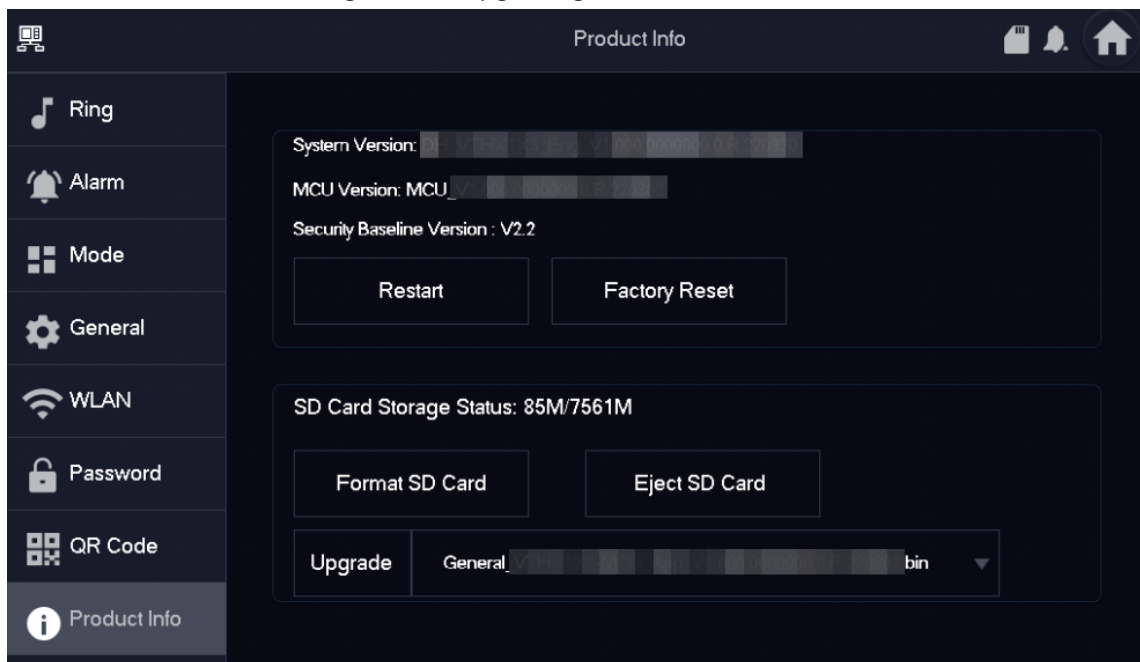 Product Info
Ring
Alarm
Mode
General
WLAN
Password
QR Code
Product Info
System Version:
MCU Version: MCU_
Security Baseline Version : V2.2
Restart
Factory Reset
SD Card Storage Status: 85M/7561M
Format SD Card
Eject SD Card
Upgrade
General_ bin